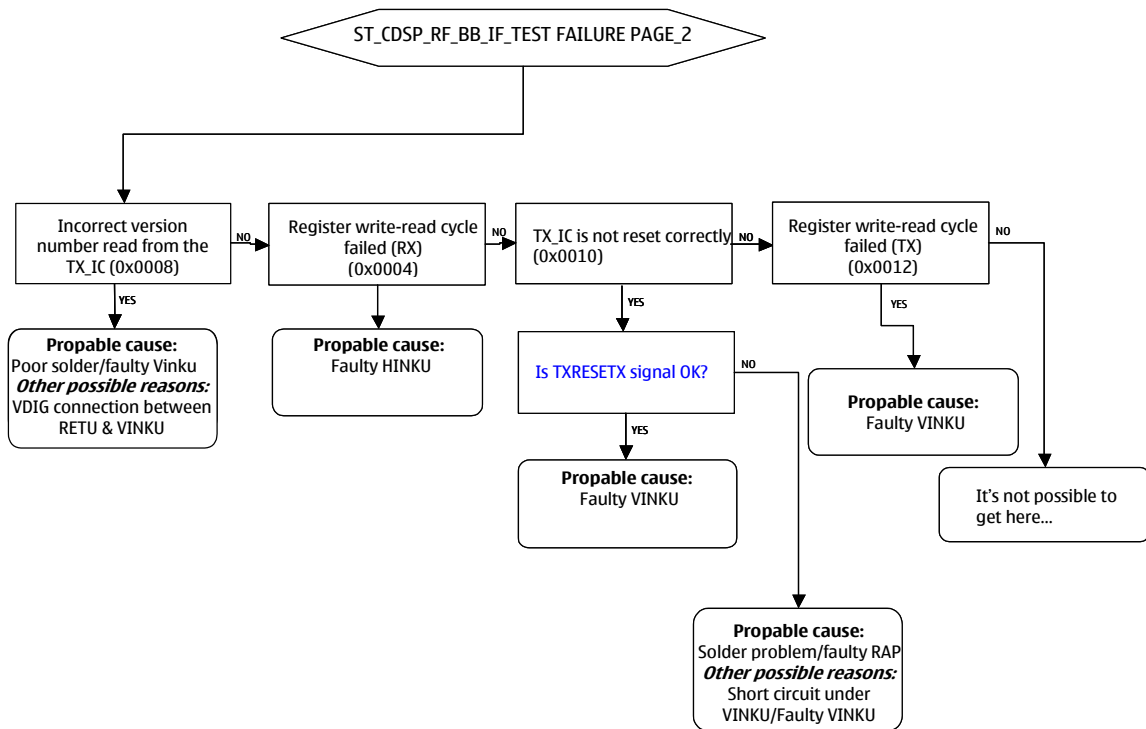 ST_CDSP_RF_BB_IF_TEST FAILURE PAGE_2
Incorrect version
number read from the
TX_IC (0x0008)
NO
Register write-read cycle
failed (RX)
(0x0004)
NO
TX_IC is not reset correctly
(0x0010)
NO
Register write-read cycle
failed (TX)
(0x0012)
NO
YES
YES
YES
Propable cause:
Poor solder/faulty Vinku
Other possible reasons:
VDIG connection between
RETU & VINKU
Propable cause:
Faulty HINKU
Is TXRESETX signal OK?
NO
Propable cause:
Faulty VINKU
YES
Propable cause:
Faulty VINKU
It's not possible to
get here...
Propable cause:
Solder problem/faulty RAP
Other possible reasons:
Short circuit under
VINKU/Faulty VINKU